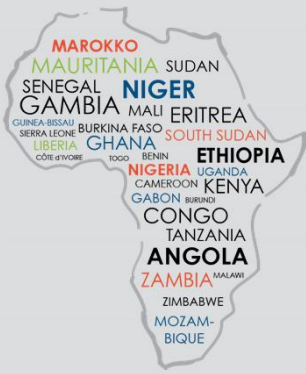 MAROKKO
MAURITANIA SUDAN
SENEGAL NIGER
GAMBIA MALI ERITREA
GUINEA-BISSAU BURKINA FASO SOUTH SUDAN
SIERRA LEONE GHANA
LIBERIA
CÔTE d'IVOIRE TOGO BENIN ETHIOPIA
NIGERIA UGANDA
CAMEROON KENYA
GABON BURUNDI
CONGO
TANZANIA
ANGOLA
ZAMBIA MALAWI
ZIMBABWE
MOZAM-
BIQUE